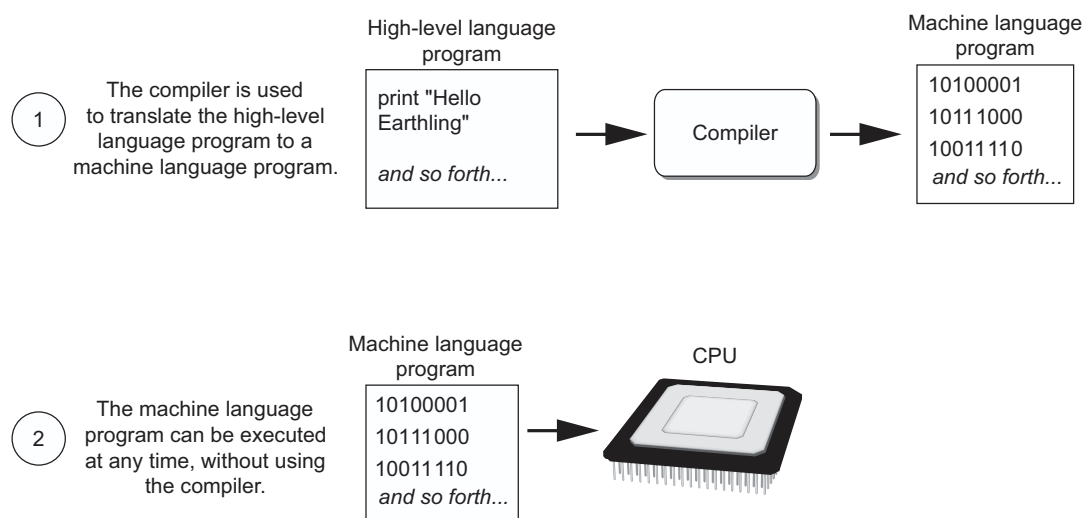 High-level language
program
Machine language
program
1
The compiler is used
to translate the high-level
language program to a
machine language program.
print "Hello
Earthling"
and so forth...
Compiler
10100001
10111000
10011110
and so forth...
Machine language
program
CPU
2
The machine language
program can be executed
at any time, without using
the compiler.
10100001
10111000
10011110
and so forth...